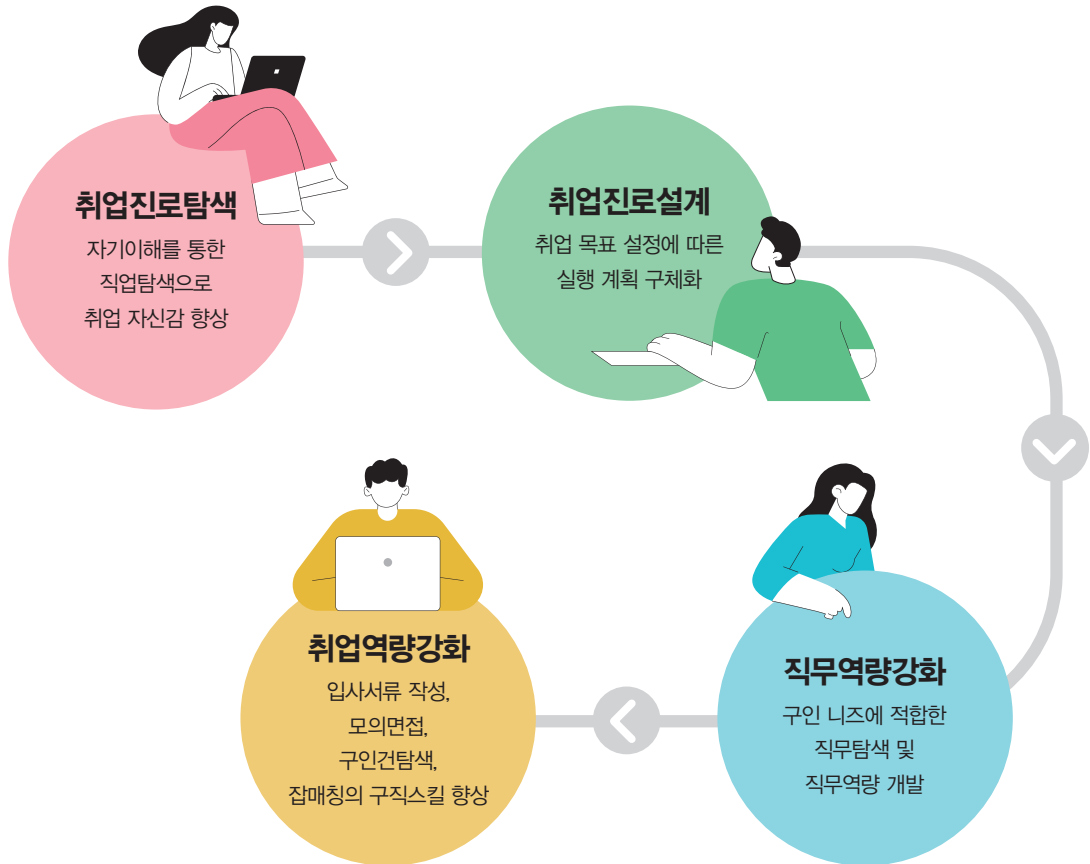 취업진로탐색
자기이해를 통한
직업탐색으로
취업 자신감 향상
취업진로설계
취업 목표 설정에 따른
실행 계획 구체화
직무역량강화
구인 니즈에 적합한
직무탐색 및
직무역량 개발
취업역량강화
입사서류 작성,
모의면접,
구인건탐색,
잡매칭의 구직스킬 향상